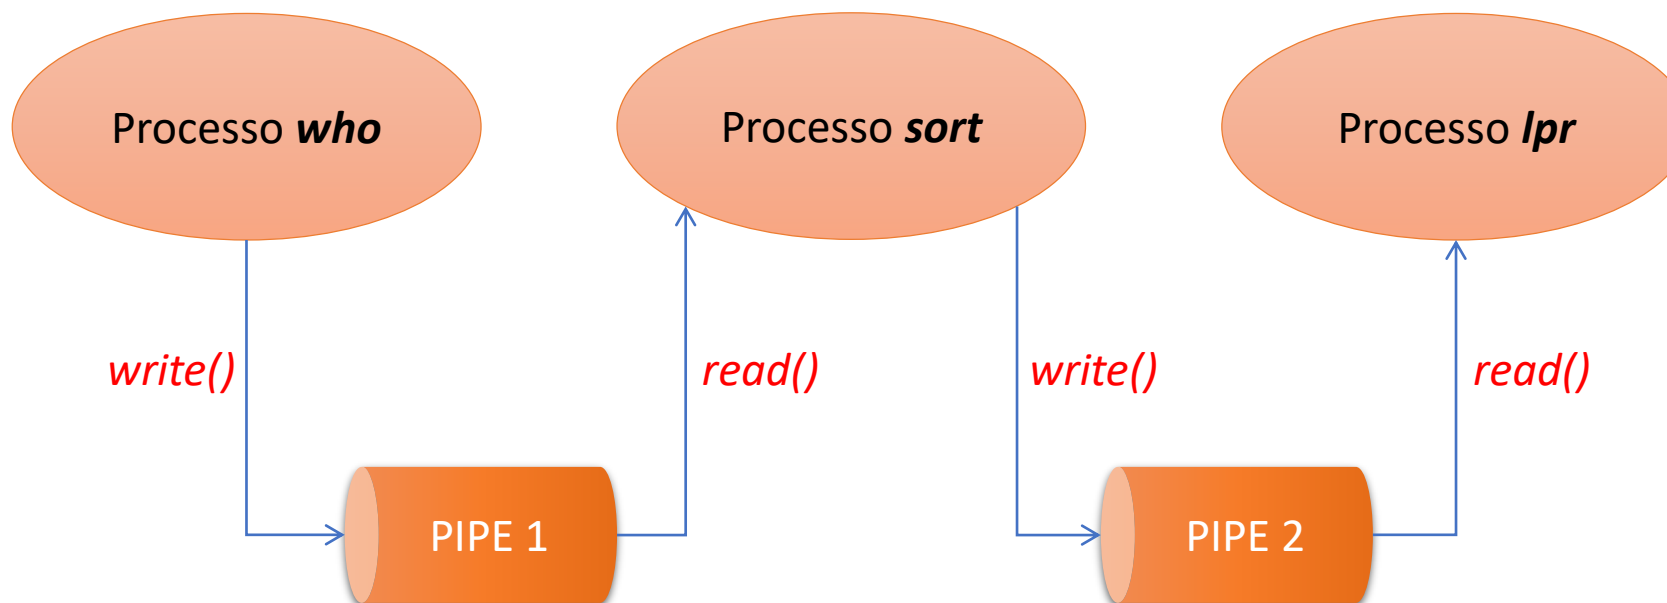 Processo who
Processo sort
Processo lpr
write()
read()
write()
read()
PIPE 1
PIPE 2